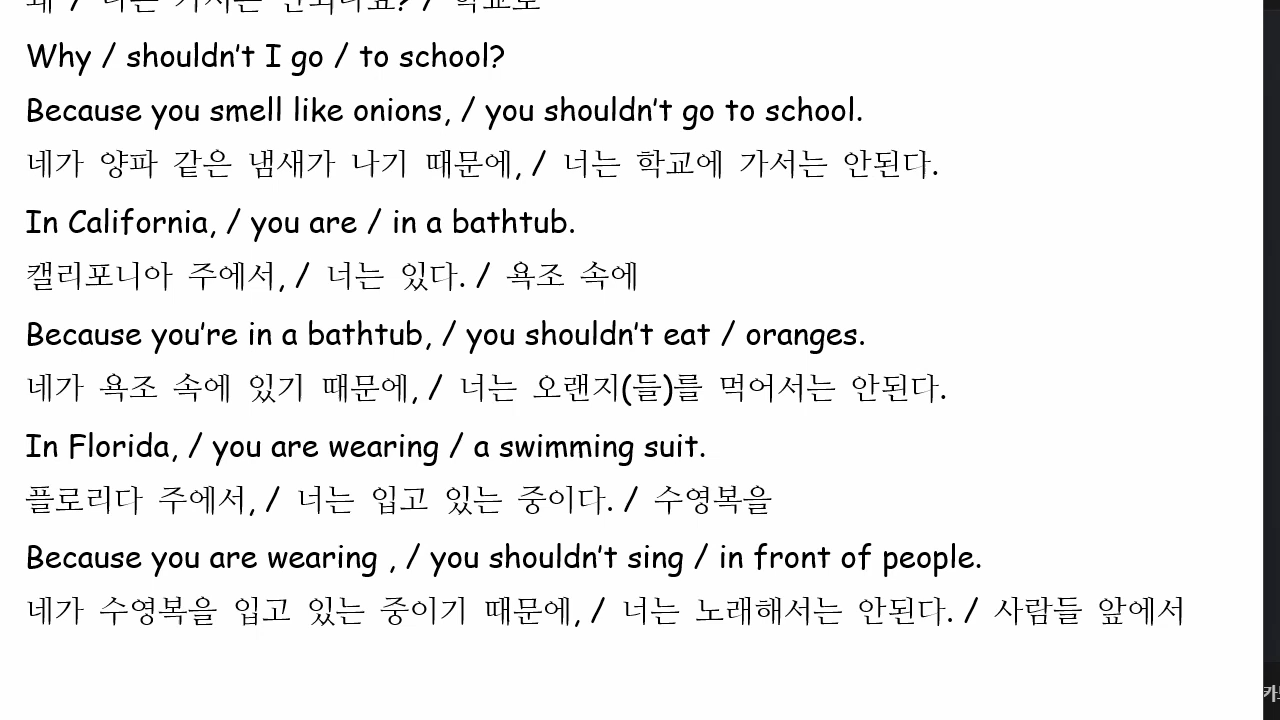 Why / shouldn't I go / to school?
Because you smell like onions, / you shouldn't go to school.
네가 양파 같은 냄새가 나기 때문에, / 너는 학교에 가서는 안된다.
In California, / you are / in a bathtub.
캘리포니아 주에서, / 너는 있다. / 욕조 속에
Because you're in a bathtub, / you shouldn't eat / oranges.
네가 욕조 속에 있기 때문에, / 너는 오랜지(들)를 먹어서는 안된다.
In Florida, / you are wearing / a swimming suit.
플로리다 주에서, / 너는 입고 있는 중이다. / 수영복을
Because you are wearing , / you shouldn't sing / in front of people.
네가 수영복을 입고 있는 중이기 때문에, / 너는 노래해서는 안된다. / 사람들 앞에서